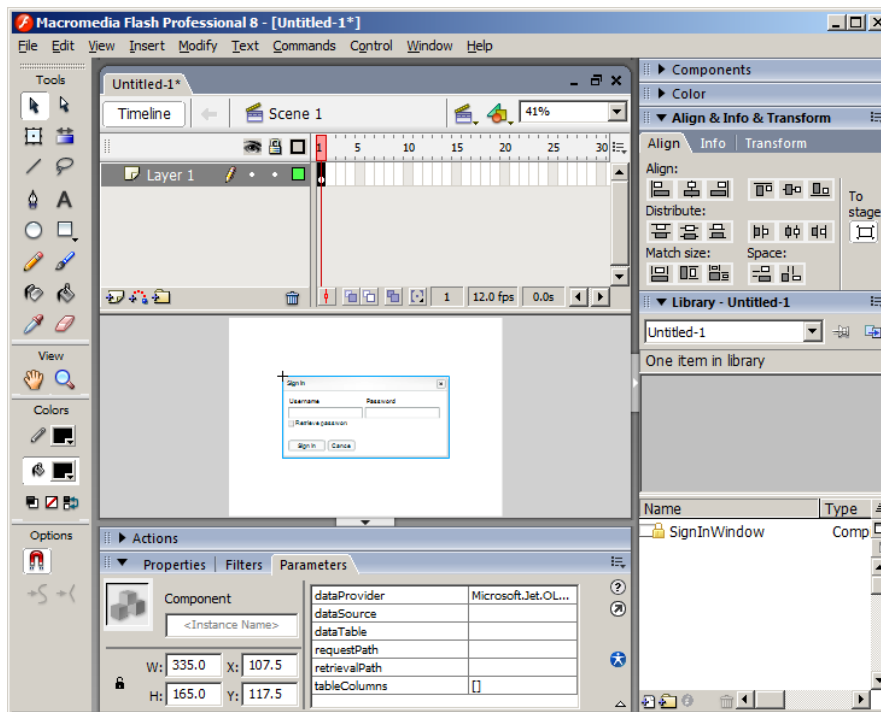 Macromedia Flash Professional 8 - [Untitled-1*]
File Edit View Insert Modify Text Commands Control Window Help
Tools
View
Colors
Options
Untitled-1*
Timeline Scene 1 41%
1 5 10 15 20 25 30
Layer 1
1 12.0 fps 0.0s
Sign In
Username Password
Retrieve passwor
Sign In Cance
Actions
Properties Filters Parameters
Component
<Instance Name>
W: 335.0 X: 107.5
H: 165.0 Y: 117.5
dataProvider Microsoft.Jet.OL...
dataSource
dataTable
requestPath
retrievalPath
tableColumns []
Components
Color
Align & Info & Transform
Align Info Transform
Align:
To
stage
Distribute:
Match size: Space:
Library - Untitled-1
Untitled-1
One item in library
Name Type
SignInWindow Comp